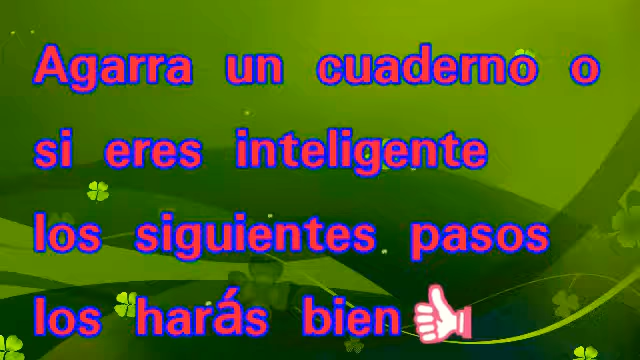 Agarra un cuaderno o
si eres inteligente
los siguientes pasos
los harás bien